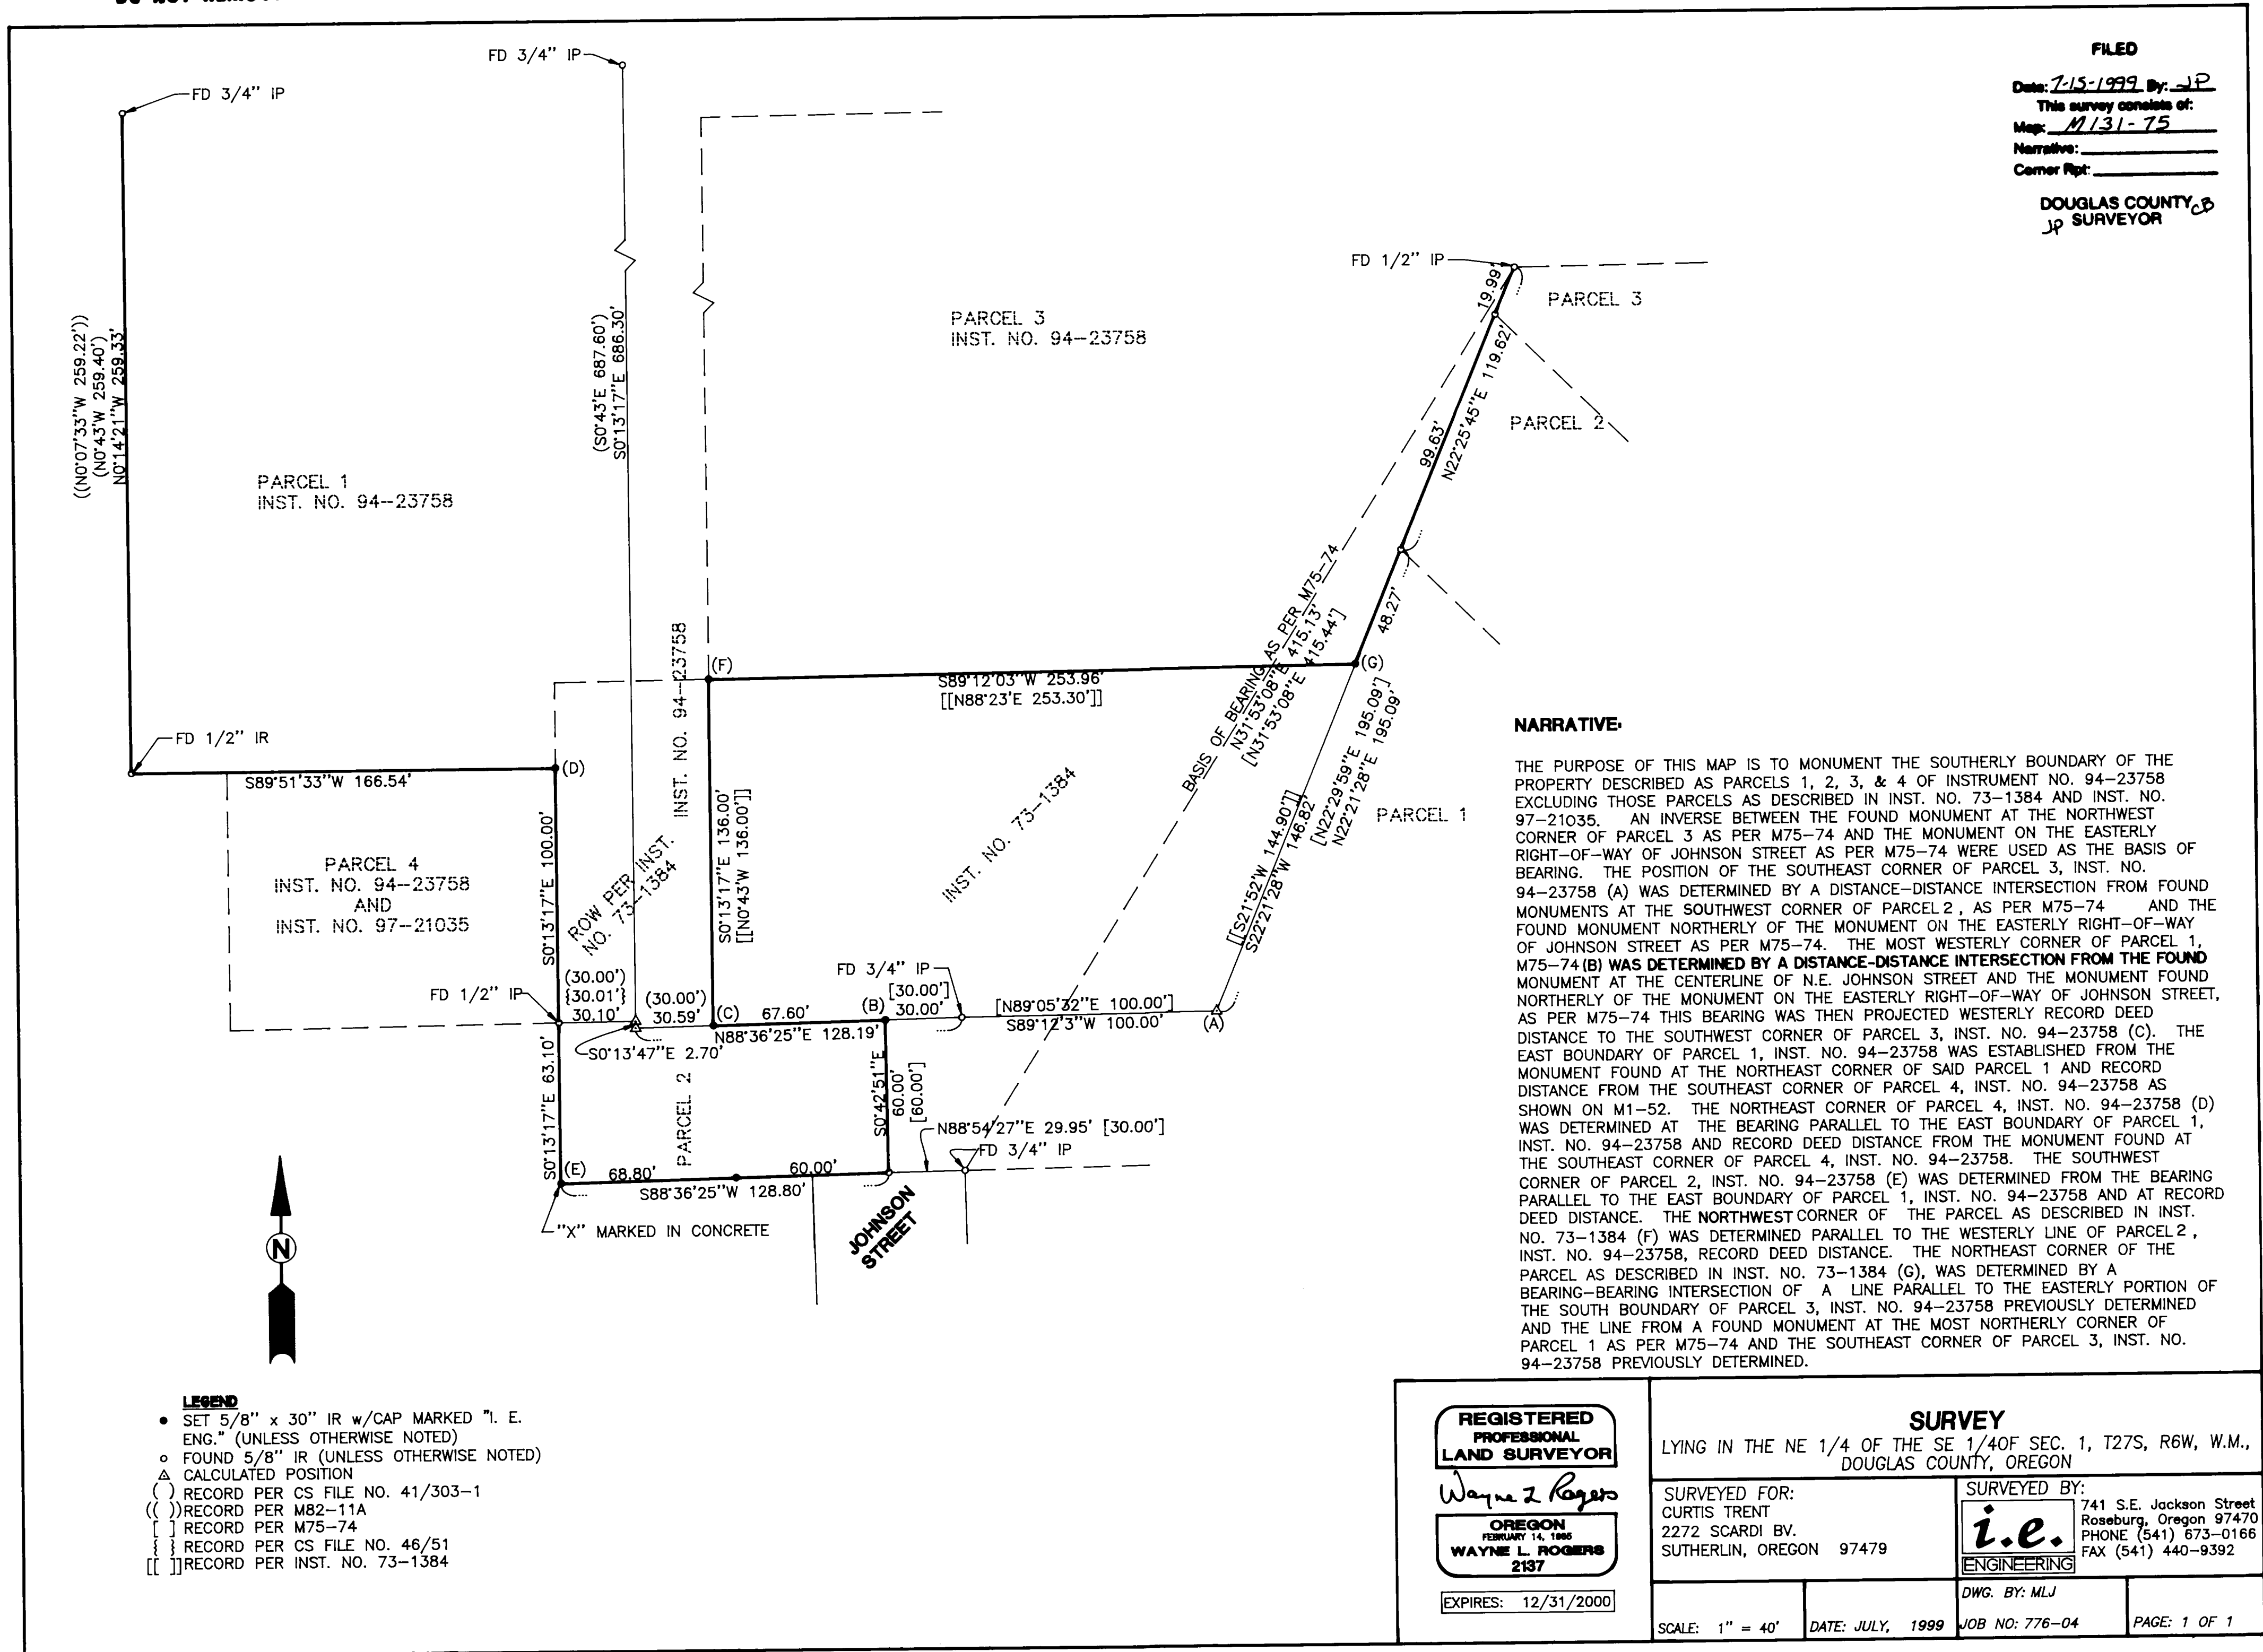 FILED
Date: 7-15-1999 By: JP
This survey consists of:
Map: M131-75
Narrative:
Corner Rpt:
DOUGLAS COUNTY CB
JP SURVEYOR
FD 3/4" IP
FD 3/4" IP
FD 1/2" IP
PARCEL 3
((N0°07'33"W 259.22'))
(N0°43'W 259.40')
N0°14'21"W 259.33'
(S0°43'E 687.60')
S0°13'17"E 686.30'
PARCEL 3
INST. NO. 94-23758
19.99'
N22°25'45"E 119.62'
99.63'
PARCEL 2
PARCEL 1
INST. NO. 94-23758
BASIS OF BEARING AS PER M75-74
N31°53'08"E 415.13'
[N31°53'08"E 415.44']
48.27'
(F)
(G)
S89°12'03"W 253.96'
[[N88°23'E 253.30']]
FD 1/2" IR
S89°51'33"W 166.54'
(D)
INST. NO. 94-23758
ROW PER INST.
NO. 73-1384
S0°13'17"E 100.00'
S0°13'17"E 136.00'
[[N0°43'W 136.00']]
INST. NO. 73-1384
[N22°29'59"E 195.09']
N22°21'28"E 195.09'
[[S21°52'W 144.90']]
S22°21'28"W 146.82'
PARCEL 1
PARCEL 4
INST. NO. 94-23758
AND
INST. NO. 97-21035
FD 1/2" IP
(30.00')
{30.01'}
30.10'
(30.00')
30.59'
(C)
67.60'
N88°36'25"E 128.19'
FD 3/4" IP
(B)
[30.00']
30.00'
[N89°05'32"E 100.00']
S89°12'3"W 100.00'
(A)
S0°13'47"E 2.70'
S0°13'17"E 63.10'
PARCEL 2
S0°42'51"E
60.00'
[60.00']
N88°54'27"E 29.95' [30.00']
FD 3/4" IP
(E)
68.80'
60.00'
S88°36'25"W 128.80'
"X" MARKED IN CONCRETE
JOHNSON
STREET
N
NARRATIVE:
THE PURPOSE OF THIS MAP IS TO MONUMENT THE SOUTHERLY BOUNDARY OF THE
PROPERTY DESCRIBED AS PARCELS 1, 2, 3, & 4 OF INSTRUMENT NO. 94-23758
EXCLUDING THOSE PARCELS AS DESCRIBED IN INST. NO. 73-1384 AND INST. NO.
97-21035. AN INVERSE BETWEEN THE FOUND MONUMENT AT THE NORTHWEST
CORNER OF PARCEL 3 AS PER M75-74 AND THE MONUMENT ON THE EASTERLY
RIGHT-OF-WAY OF JOHNSON STREET AS PER M75-74 WERE USED AS THE BASIS OF
BEARING. THE POSITION OF THE SOUTHEAST CORNER OF PARCEL 3, INST. NO.
94-23758 (A) WAS DETERMINED BY A DISTANCE-DISTANCE INTERSECTION FROM FOUND
MONUMENTS AT THE SOUTHWEST CORNER OF PARCEL 2, AS PER M75-74 AND THE
FOUND MONUMENT NORTHERLY OF THE MONUMENT ON THE EASTERLY RIGHT-OF-WAY
OF JOHNSON STREET AS PER M75-74. THE MOST WESTERLY CORNER OF PARCEL 1,
M75-74 (B) WAS DETERMINED BY A DISTANCE-DISTANCE INTERSECTION FROM THE FOUND
MONUMENT AT THE CENTERLINE OF N.E. JOHNSON STREET AND THE MONUMENT FOUND
NORTHERLY OF THE MONUMENT ON THE EASTERLY RIGHT-OF-WAY OF JOHNSON STREET,
AS PER M75-74 THIS BEARING WAS THEN PROJECTED WESTERLY RECORD DEED
DISTANCE TO THE SOUTHWEST CORNER OF PARCEL 3, INST. NO. 94-23758 (C). THE
EAST BOUNDARY OF PARCEL 1, INST. NO. 94-23758 WAS ESTABLISHED FROM THE
MONUMENT FOUND AT THE NORTHEAST CORNER OF SAID PARCEL 1 AND RECORD
DISTANCE FROM THE SOUTHEAST CORNER OF PARCEL 4, INST. NO. 94-23758 AS
SHOWN ON M1-52. THE NORTHEAST CORNER OF PARCEL 4, INST. NO. 94-23758 (D)
WAS DETERMINED AT THE BEARING PARALLEL TO THE EAST BOUNDARY OF PARCEL 1,
INST. NO. 94-23758 AND RECORD DEED DISTANCE FROM THE MONUMENT FOUND AT
THE SOUTHEAST CORNER OF PARCEL 4, INST. NO. 94-23758. THE SOUTHWEST
CORNER OF PARCEL 2, INST. NO. 94-23758 (E) WAS DETERMINED FROM THE BEARING
PARALLEL TO THE EAST BOUNDARY OF PARCEL 1, INST. NO. 94-23758 AND AT RECORD
DEED DISTANCE. THE NORTHWEST CORNER OF THE PARCEL AS DESCRIBED IN INST.
NO. 73-1384 (F) WAS DETERMINED PARALLEL TO THE WESTERLY LINE OF PARCEL 2,
INST. NO. 94-23758, RECORD DEED DISTANCE. THE NORTHEAST CORNER OF THE
PARCEL AS DESCRIBED IN INST. NO. 73-1384 (G), WAS DETERMINED BY A
BEARING-BEARING INTERSECTION OF A LINE PARALLEL TO THE EASTERLY PORTION OF
THE SOUTH BOUNDARY OF PARCEL 3, INST. NO. 94-23758 PREVIOUSLY DETERMINED
AND THE LINE FROM A FOUND MONUMENT AT THE MOST NORTHERLY CORNER OF
PARCEL 1 AS PER M75-74 AND THE SOUTHEAST CORNER OF PARCEL 3, INST. NO.
94-23758 PREVIOUSLY DETERMINED.
LEGEND
● SET 5/8" x 30" IR w/CAP MARKED "I. E.
ENG." (UNLESS OTHERWISE NOTED)
○ FOUND 5/8" IR (UNLESS OTHERWISE NOTED)
△ CALCULATED POSITION
( ) RECORD PER CS FILE NO. 41/303-1
(( )) RECORD PER M82-11A
[ ] RECORD PER M75-74
{ } RECORD PER CS FILE NO. 46/51
[[ ]] RECORD PER INST. NO. 73-1384
REGISTERED
PROFESSIONAL
LAND SURVEYOR
Wayne L Rogers
OREGON
FEBRUARY 14, 1985
WAYNE L. ROGERS
2137
EXPIRES: 12/31/2000
SURVEY
LYING IN THE NE 1/4 OF THE SE 1/4OF SEC. 1, T27S, R6W, W.M.,
DOUGLAS COUNTY, OREGON
SURVEYED FOR:
CURTIS TRENT
2272 SCARDI BV.
SUTHERLIN, OREGON 97479
SURVEYED BY:
i.e.
ENGINEERING
741 S.E. Jackson Street
Roseburg, Oregon 97470
PHONE (541) 673-0166
FAX (541) 440-9392
SCALE: 1" = 40'
DATE: JULY, 1999
DWG. BY: MLJ
JOB NO: 776-04
PAGE: 1 OF 1